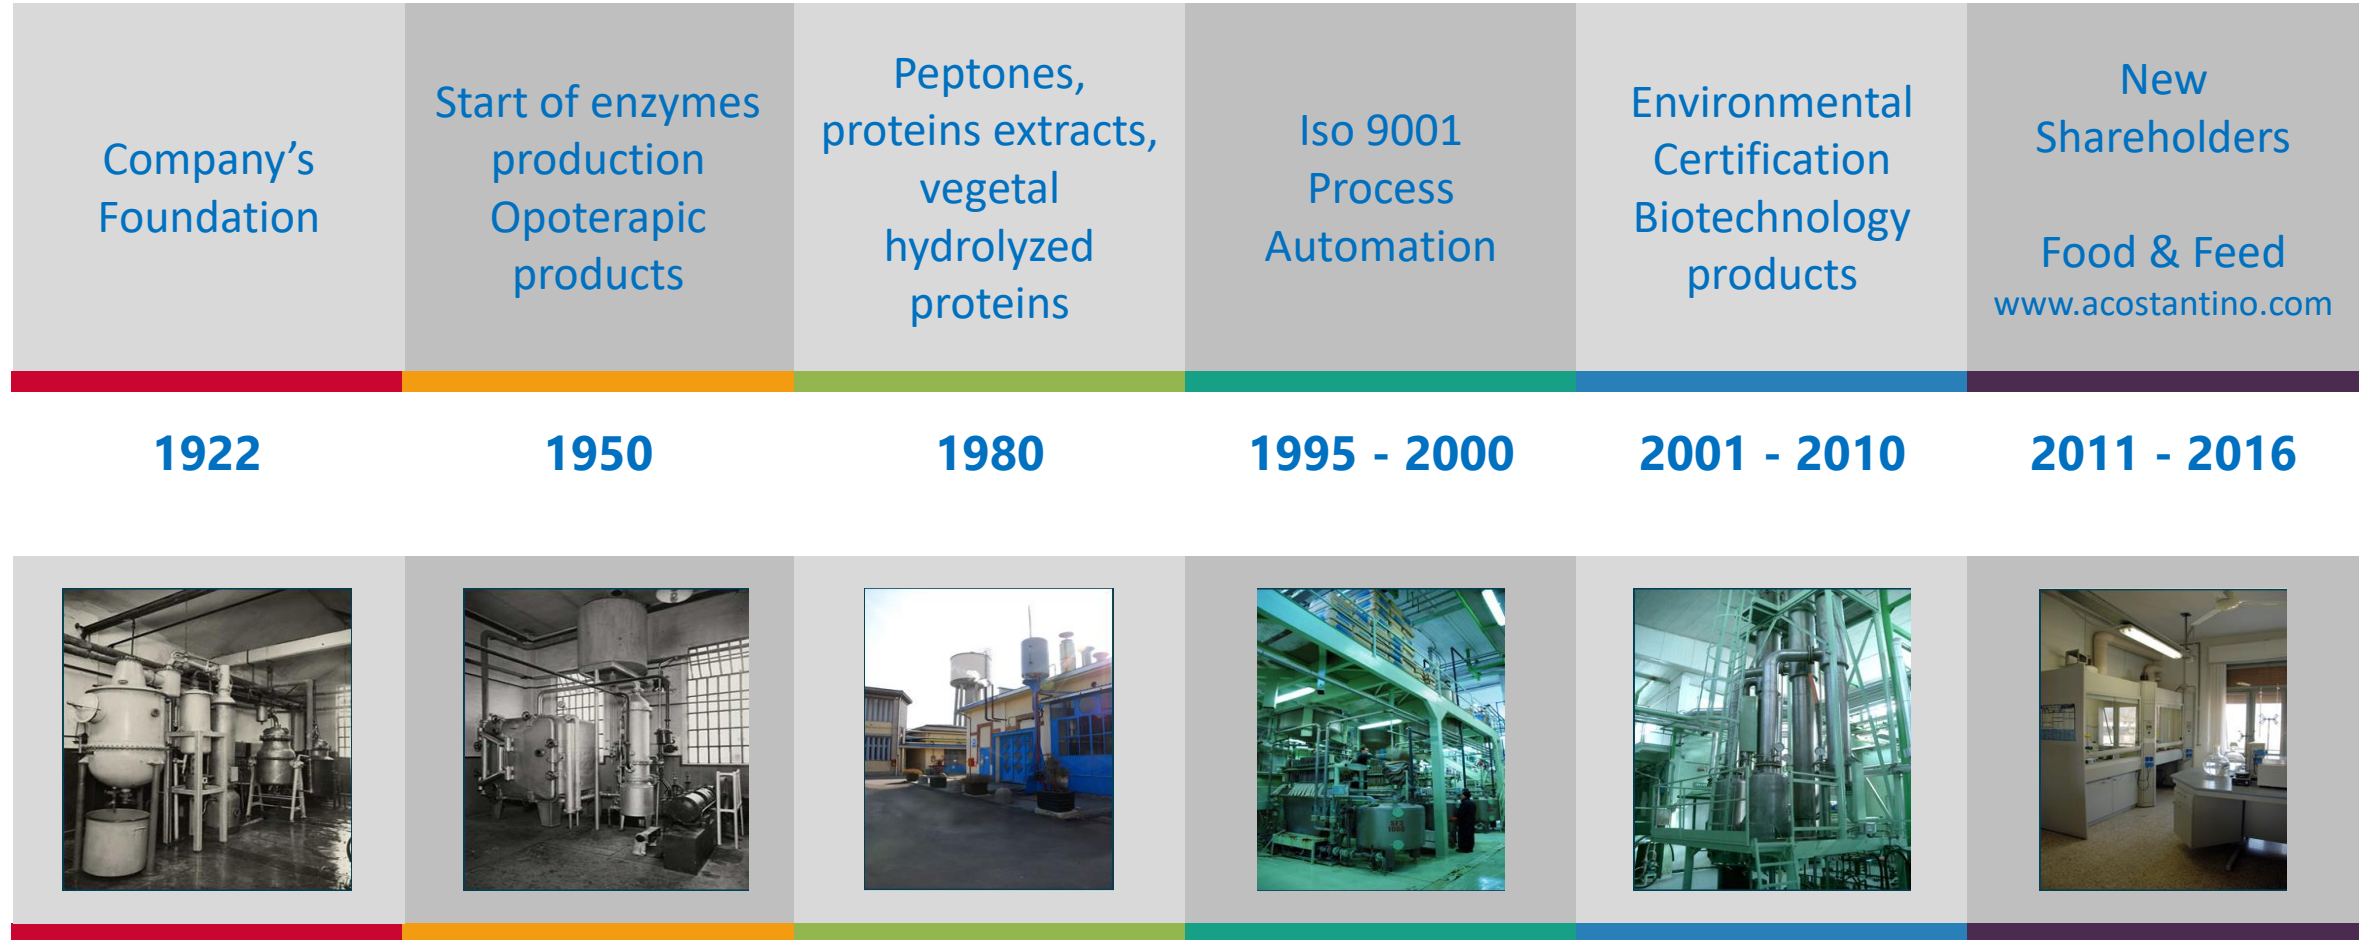 Company’s
Foundation
Start of enzymes
production
Opoterapic
products
Peptones,
proteins extracts,
vegetal
hydrolyzed
proteins
Iso 9001
Process
Automation
Environmental
Certification
Biotechnology
products
New
Shareholders
Food & Feed
www.acostantino.com
1922
1950
1980
1995 - 2000
2001 - 2010
2011 - 2016